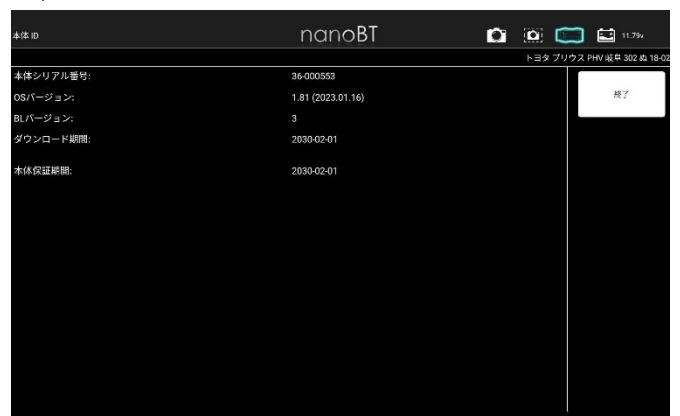 本体 ID
nanoBT
11.79v
トヨタ プリウス PHV 岐阜 302 ぬ 18-02
本体シリアル番号: 36-000553
終了
OSバージョン: 1.81 (2023.01.16)
BLバージョン: 3
ダウンロード期間: 2030-02-01
本体保証期間: 2030-02-01